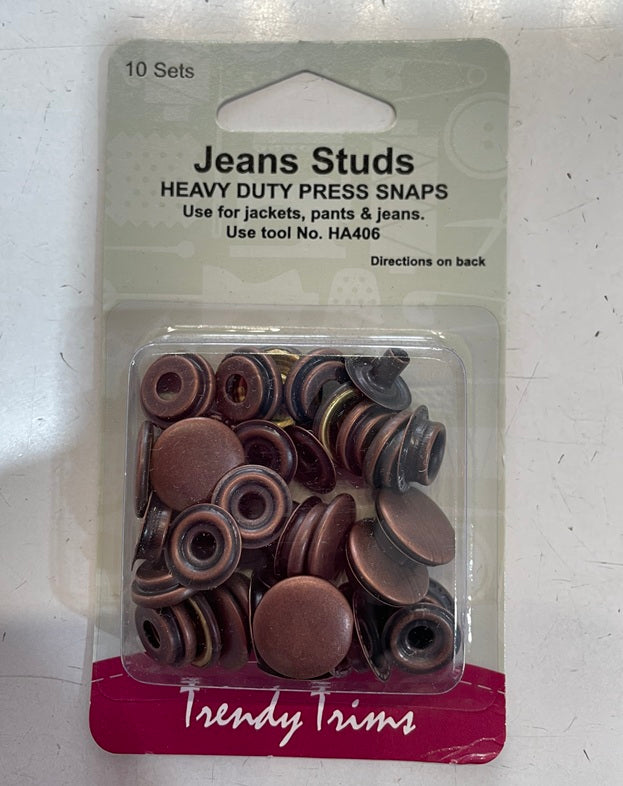 10 Sets
Jeans Studs
HEAVY DUTY PRESS SNAPS
Use for jackets, pants & jeans.
Use tool No. HA406
Directions on back
Trendy Trims